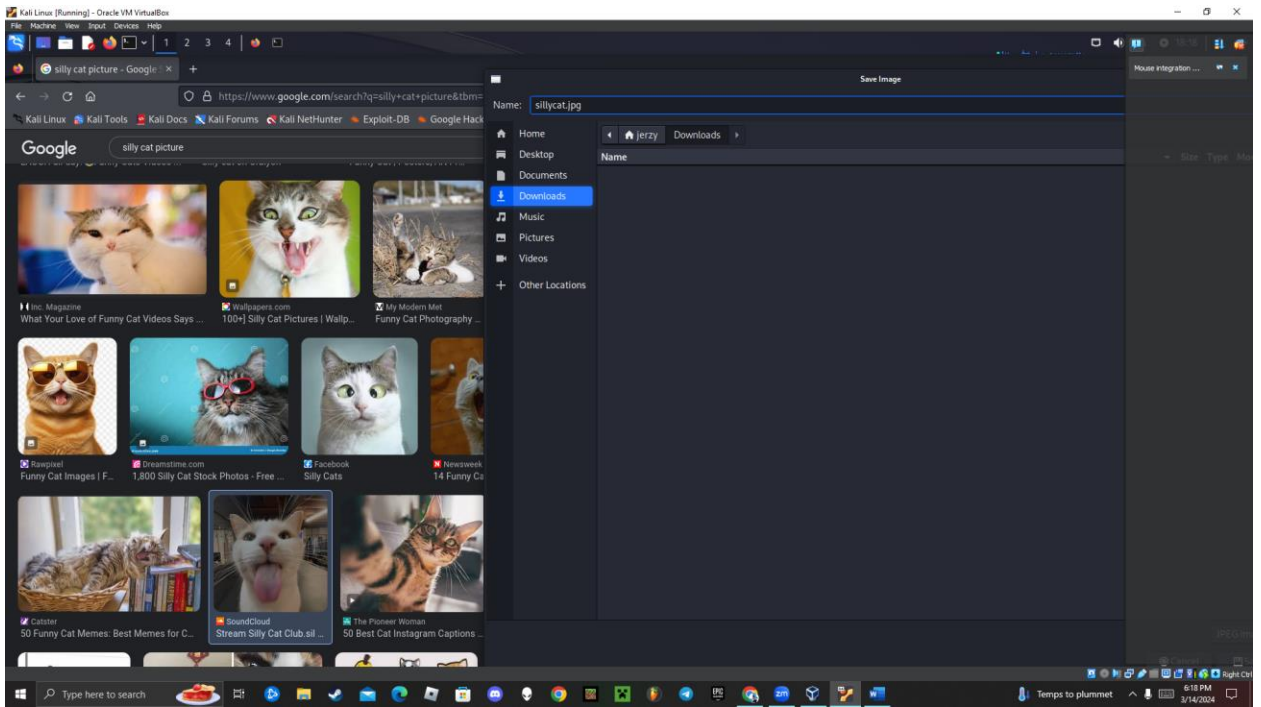 Kali Linux [Running] - Oracle VM VirtualBox
File Machine View Input Devices Help
1 2 3 4
silly cat picture - Google
Save Image
Mouse integration ...
https://www.google.com/search?q=silly+cat+picture&tbm=
Name: sillycat.jpg
Kali Linux Kali Tools Kali Docs Kali Forums Kali NetHunter Exploit-DB Google Hack
Google
silly cat picture
Home
jerzy Downloads
Desktop
Name
Size Type
Documents
Downloads
Music
Pictures
Videos
Other Locations
Inc. Magazine
What Your Love of Funny Cat Videos Says ...
Wallpapers.com
100+] Silly Cat Pictures | Wallp...
My Modern Met
Funny Cat Photography ...
Rawpixel
Funny Cat Images | F...
Dreamstime.com
1,800 Silly Cat Stock Photos - Free ...
Facebook
Silly Cats
Newsweek
14 Funny Ca
Catster
50 Funny Cat Memes: Best Memes for C...
SoundCloud
Stream Silly Cat Club.sil ...
The Pioneer Woman
50 Best Cat Instagram Captions ...
Cancel
Right Ctrl
Type here to search
EPIC
zm
Temps to plummet
6:18 PM
3/14/2024